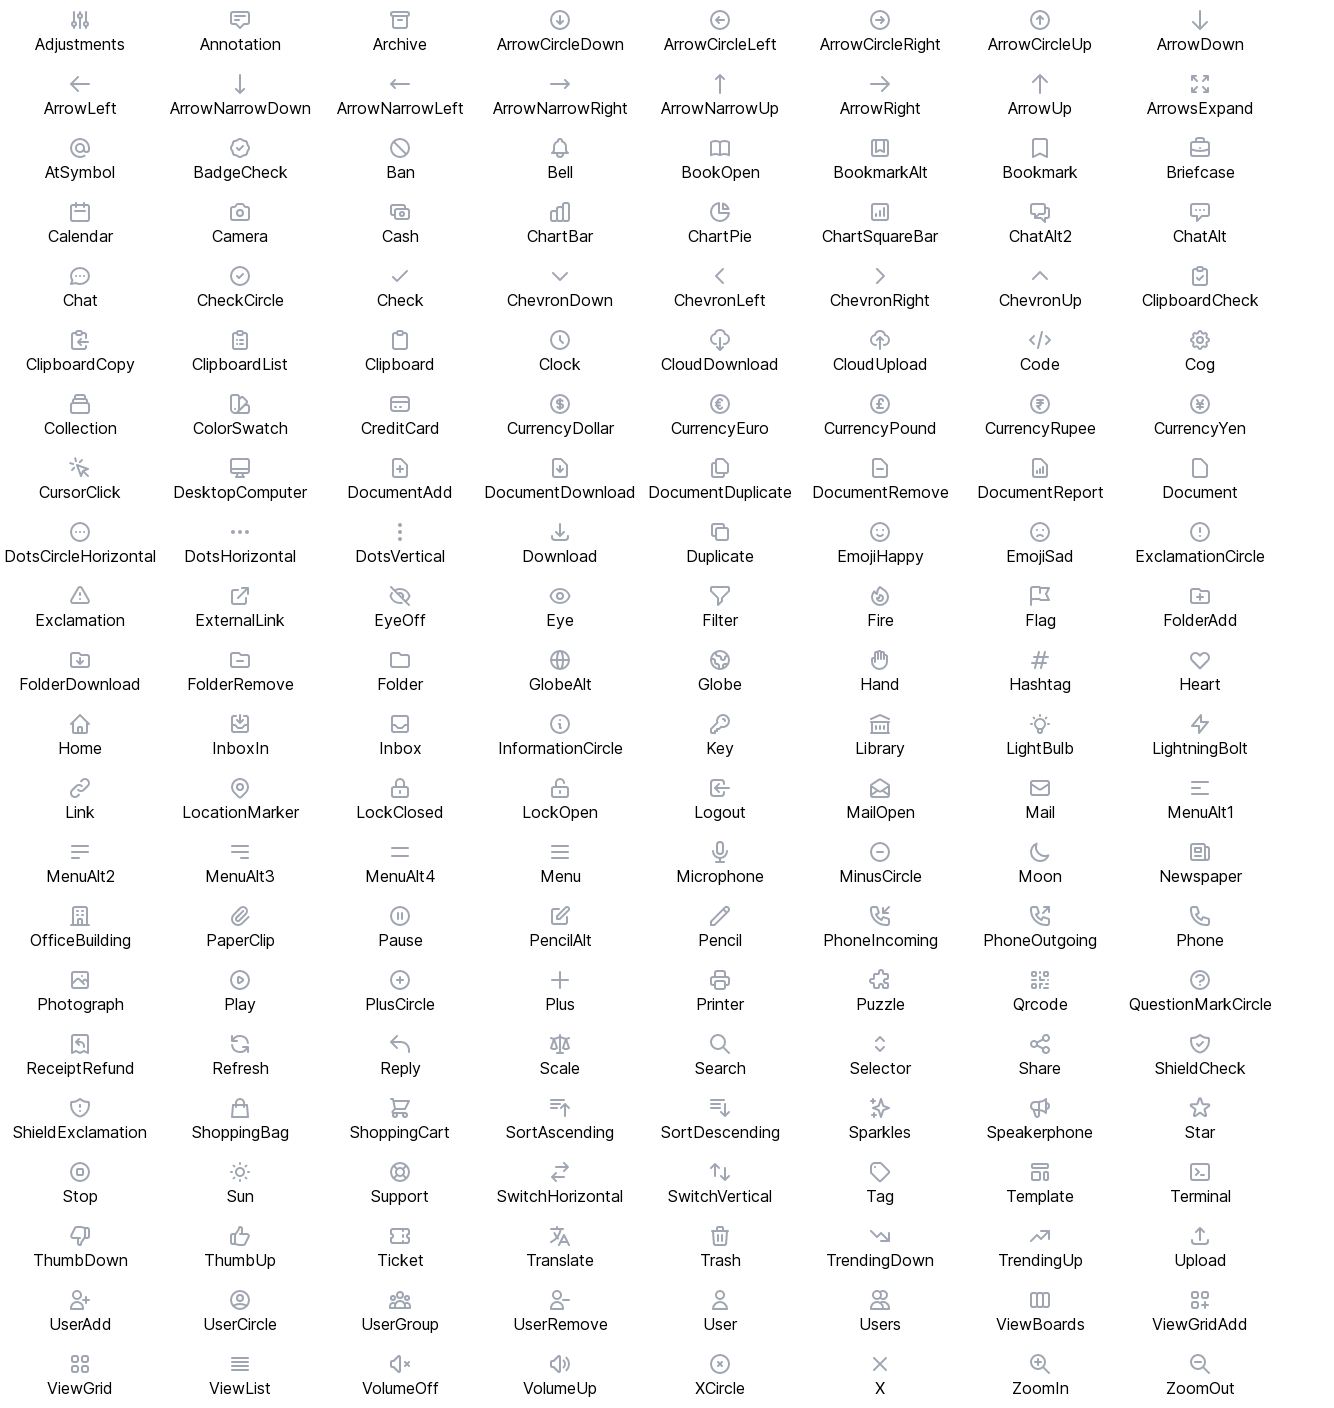 Adjustments Annotation Archive ArrowCircleDown ArrowCircleLeft ArrowCircleRight ArrowCircleUp ArrowDown
ArrowLeft ArrowNarrowDown ArrowNarrowLeft ArrowNarrowRight ArrowNarrowUp ArrowRight ArrowUp ArrowsExpand
AtSymbol BadgeCheck Ban Bell BookOpen BookmarkAlt Bookmark Briefcase
Calendar Camera Cash ChartBar ChartPie ChartSquareBar ChatAlt2 ChatAlt
Chat CheckCircle Check ChevronDown ChevronLeft ChevronRight ChevronUp ClipboardCheck
ClipboardCopy ClipboardList Clipboard Clock CloudDownload CloudUpload Code Cog
Collection ColorSwatch CreditCard CurrencyDollar CurrencyEuro CurrencyPound CurrencyRupee CurrencyYen
CursorClick DesktopComputer DocumentAdd DocumentDownload DocumentDuplicate DocumentRemove DocumentReport Document
DotsCircleHorizontal DotsHorizontal DotsVertical Download Duplicate EmojiHappy EmojiSad ExclamationCircle
Exclamation ExternalLink EyeOff Eye Filter Fire Flag FolderAdd
FolderDownload FolderRemove Folder GlobeAlt Globe Hand Hashtag Heart
Home InboxIn Inbox InformationCircle Key Library LightBulb LightningBolt
Link LocationMarker LockClosed LockOpen Logout MailOpen Mail MenuAlt1
MenuAlt2 MenuAlt3 MenuAlt4 Menu Microphone MinusCircle Moon Newspaper
OfficeBuilding PaperClip Pause PencilAlt Pencil PhoneIncoming PhoneOutgoing Phone
Photograph Play PlusCircle Plus Printer Puzzle Qrcode QuestionMarkCircle
ReceiptRefund Refresh Reply Scale Search Selector Share ShieldCheck
ShieldExclamation ShoppingBag ShoppingCart SortAscending SortDescending Sparkles Speakerphone Star
Stop Sun Support SwitchHorizontal SwitchVertical Tag Template Terminal
ThumbDown ThumbUp Ticket Translate Trash TrendingDown TrendingUp Upload
UserAdd UserCircle UserGroup UserRemove User Users ViewBoards ViewGridAdd
ViewGrid ViewList VolumeOff VolumeUp XCircle X ZoomIn ZoomOut